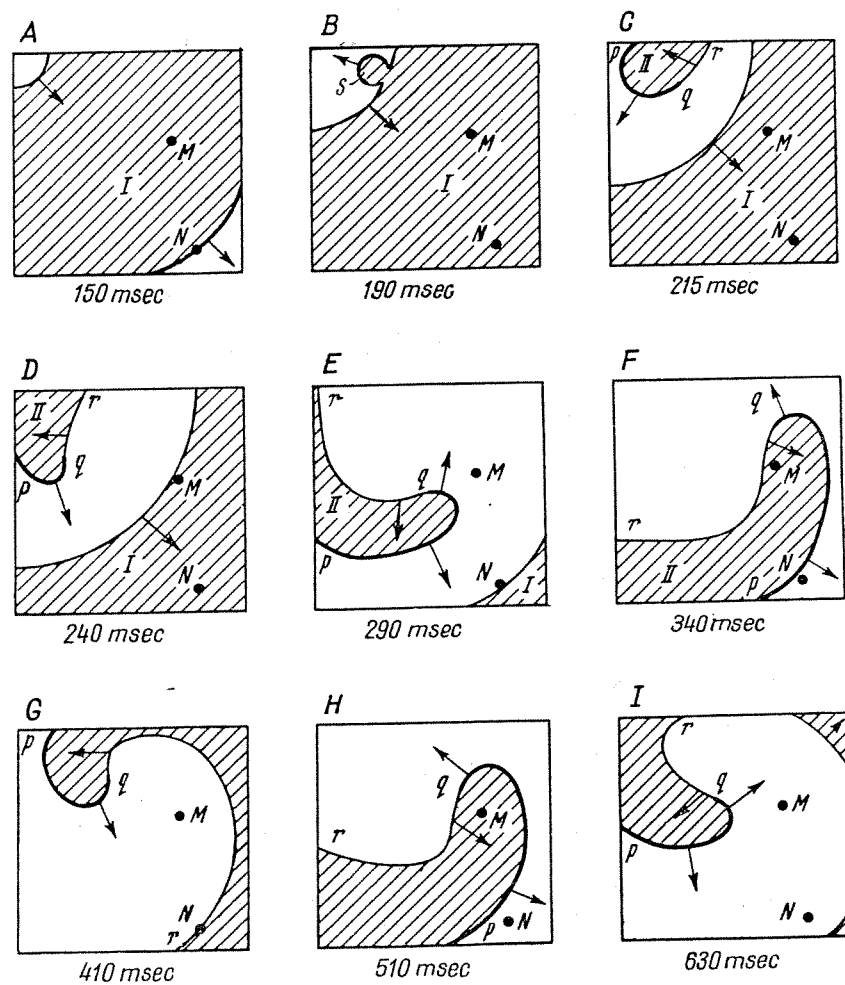 A B C
S M I N
M I N
p II r q M I N
150 msec 190 msec 215 msec
D E F
II r q p M I N
r II q M p N I
q M r II p N
240 msec 290 msec 340 msec
G H I
p q M N r
q M r p N
r q M p N
410 msec 510 msec 630 msec